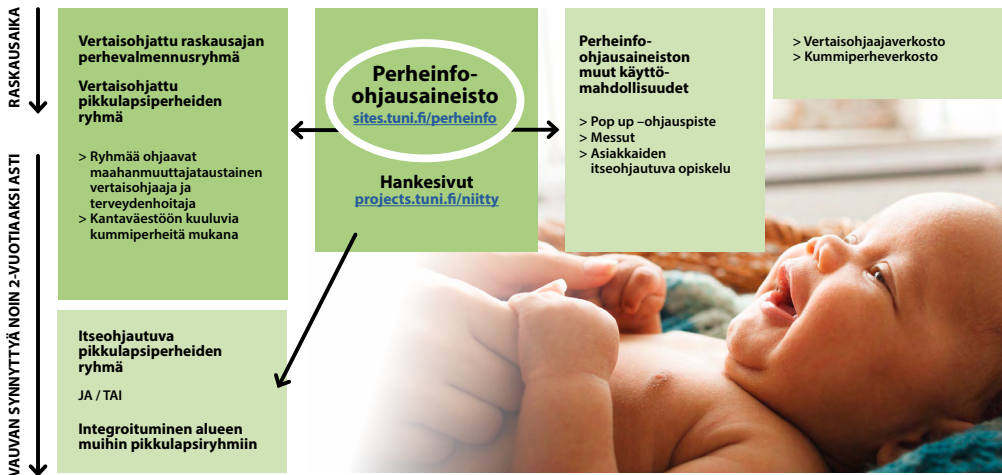 RASKAUSAIKA
VAUVAN SYNNYTTYÄ NOIN 2-VUOTIAAKSI ASTI
Vertaisohjattu raskausajan
perhevalmennusryhmä
Vertaisohjattu
pikkulapsiperheiden
ryhmä
> Ryhmää ohjaavat
maahanmuuttajataustainen
vertaisohjaaja ja
terveydenhoitaja
> Kantaväestöön kuuluvia
kummiperheitä mukana
Itseohjautuva
pikkulapsiperheiden
ryhmä
JA / TAI
Integroituminen alueen
muihin pikkulapsiryhmiin
Perheinfo-
ohjausaineisto
sites.tuni.fi/perheinfo
Hankesivut
projects.tuni.fi/niitty
Perheinfo-
ohjausaineiston
muut käyttö-
mahdollisuudet
> Pop up –ohjauspiste
> Messut
> Asiakkaiden
itseohjautuva opiskelu
> Vertaisohjaajaverkosto
> Kummiperheverkosto